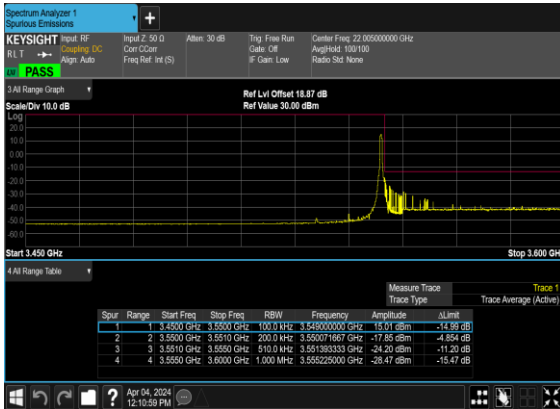 Spectrum Analyzer 1
Spurious Emissions
KEYSIGHT
RLT
LV PASS
Input: RF
Coupling: DC
Align: Auto
Input Z: 50 Ω
Corr CCorr
Freq Ref: Int (S)
Atten: 30 dB
Trig: Free Run
Gate: Off
IF Gain: Low
Center Freq: 22.005000000 GHz
Avg|Hold: 100/100
Radio Std: None
3 All Range Graph
Scale/Div 10.0 dB
Ref Lvl Offset 18.87 dB
Ref Value 30.00 dBm
Log
20.0
10.0
0.00
-10.0
-20.0
-30.0
-40.0
-50.0
-60.0
Start 3.450 GHz
Stop 3.600 GH
4 All Range Table
Measure Trace Trace 1
Trace Type Trace Average (Active)
Spur Range Start Freq Stop Freq RBW Frequency Amplitude ΔLimit
1 1 3.4500 GHz 3.5500 GHz 100.0 kHz 3.549000000 GHz 15.01 dBm -14.99 dB
2 2 3.5500 GHz 3.5510 GHz 200.0 kHz 3.550071667 GHz -17.85 dBm -4.854 dB
3 3 3.5510 GHz 3.5550 GHz 510.0 kHz 3.551393333 GHz -24.20 dBm -11.20 dB
4 4 3.5550 GHz 3.6000 GHz 1.000 MHz 3.555225000 GHz -28.47 dBm -15.47 dB
Apr 04, 2024
12:10:59 PM